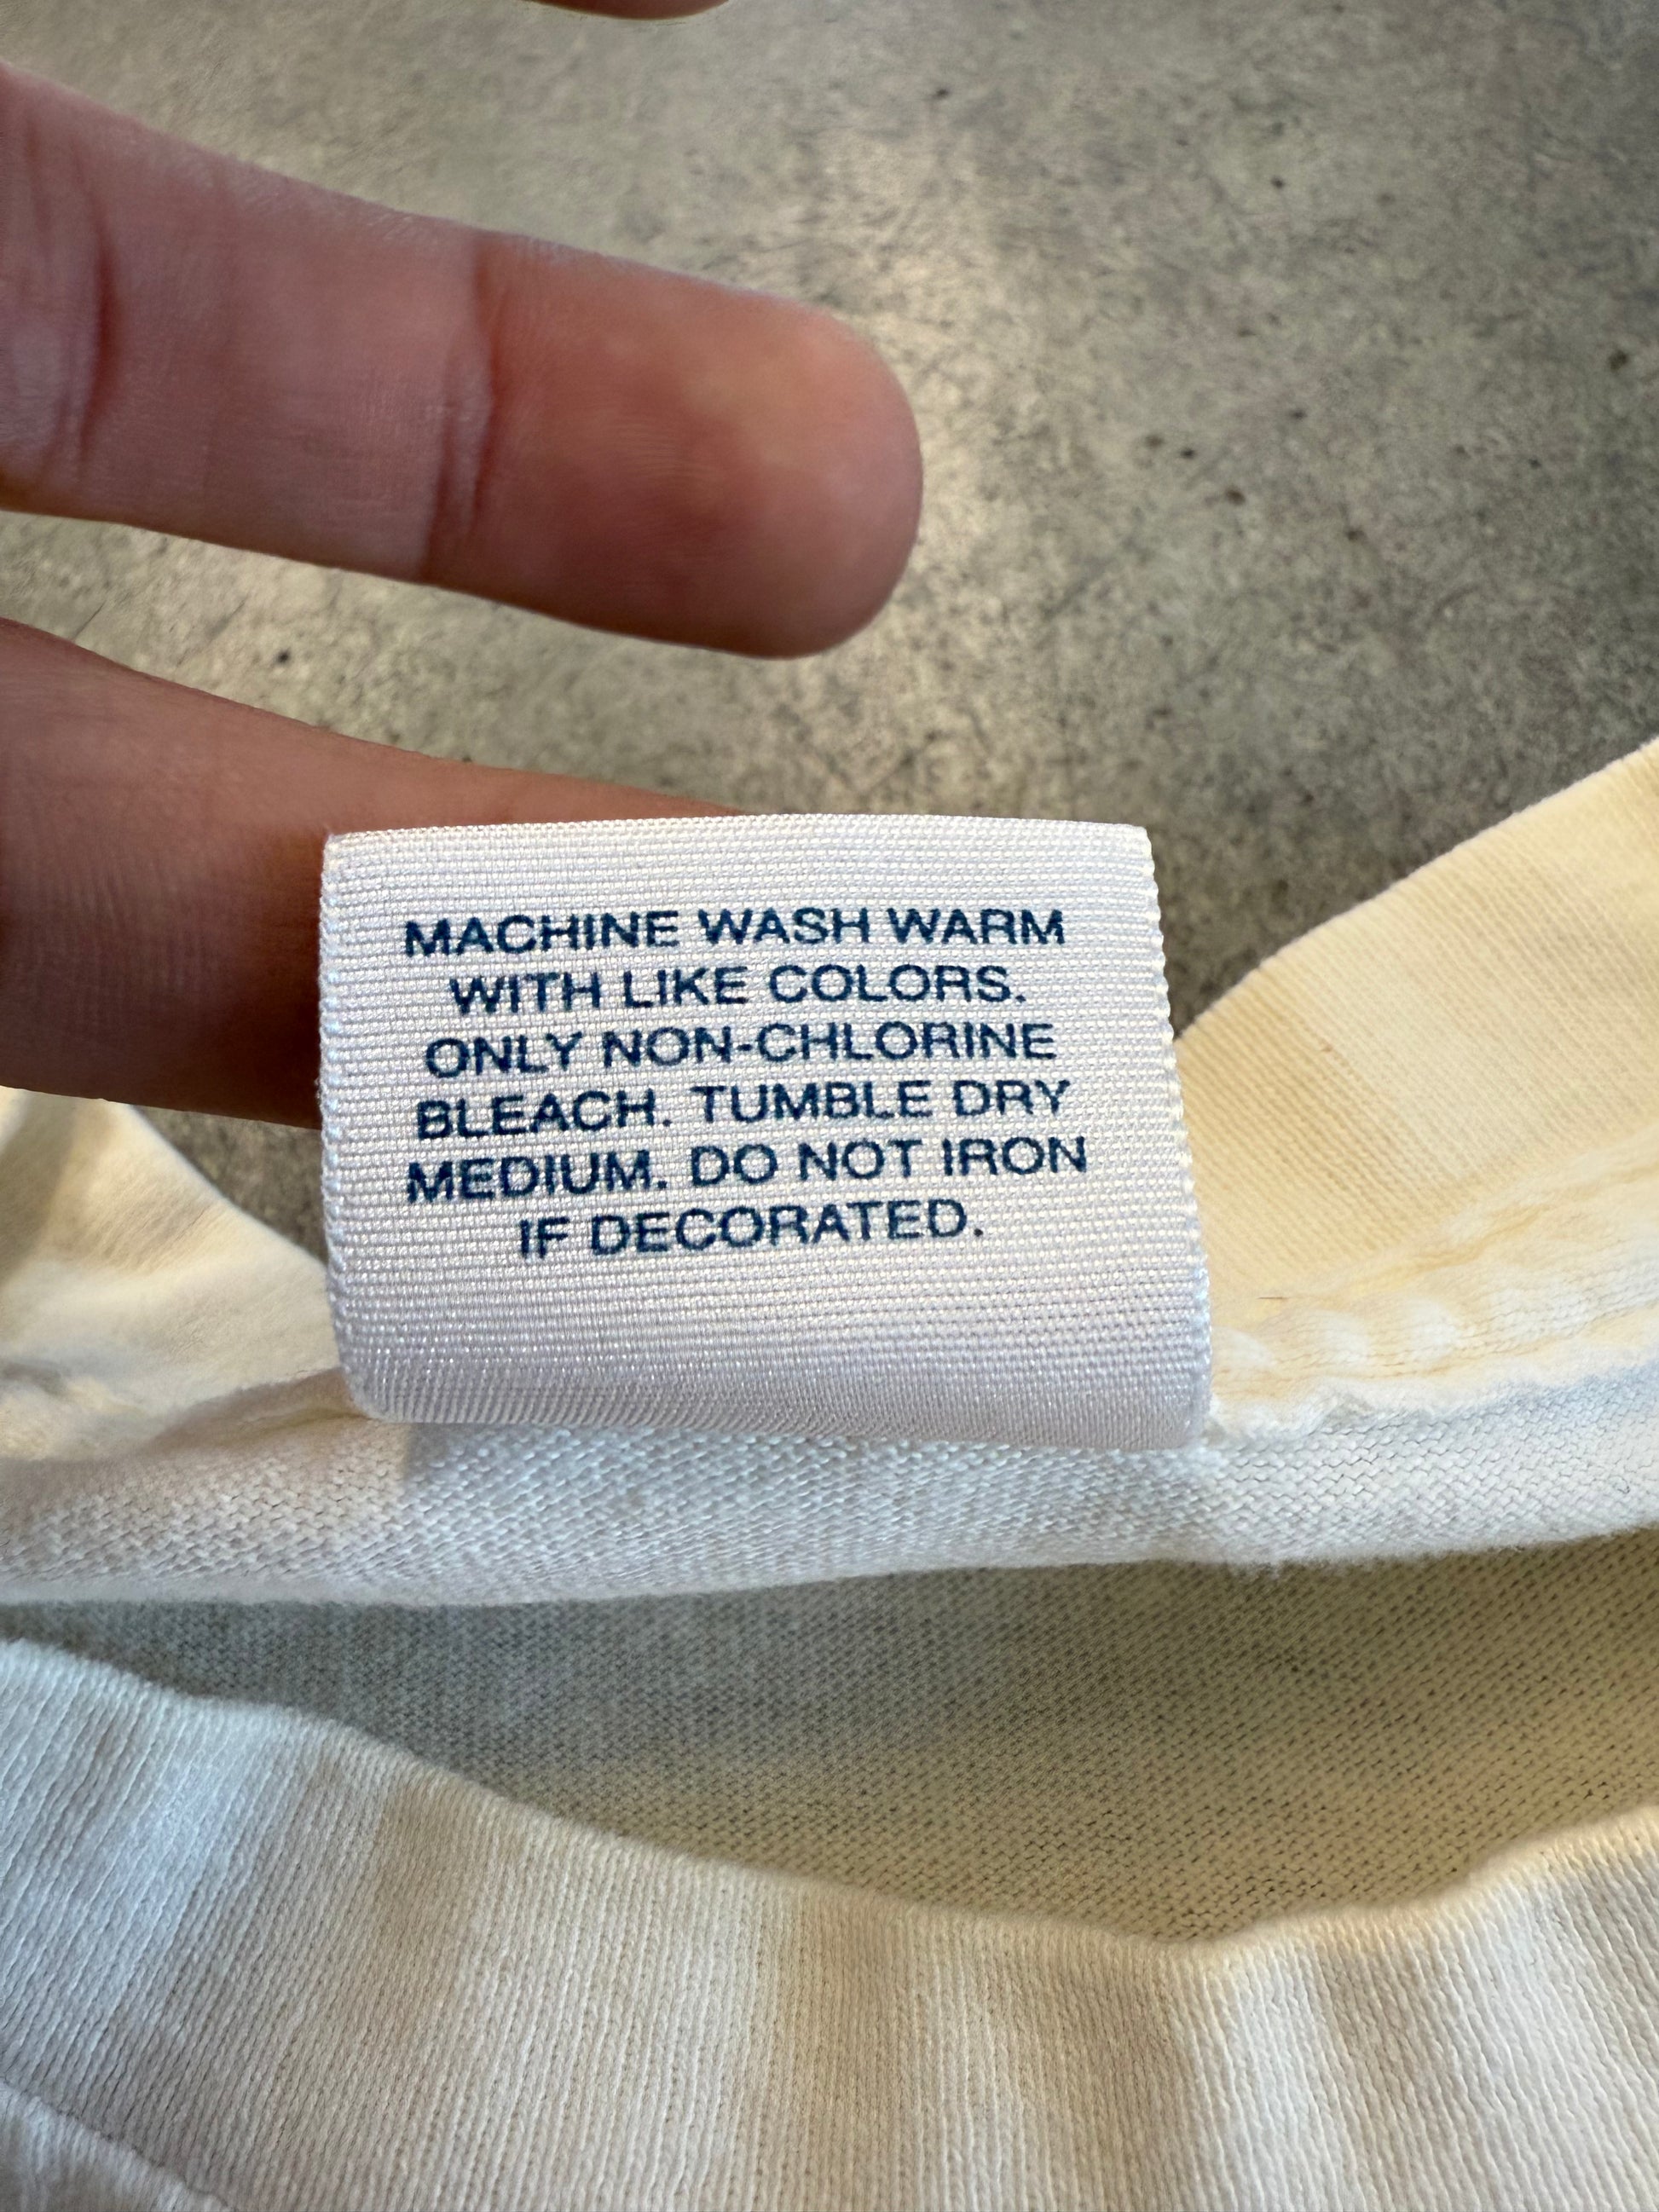 MACHINE WASH WARM
WITH LIKE COLORS.
ONLY NON-CHLORINE
BLEACH. TUMBLE DRY
MEDIUM. DO NOT IRON
IF DECORATED.